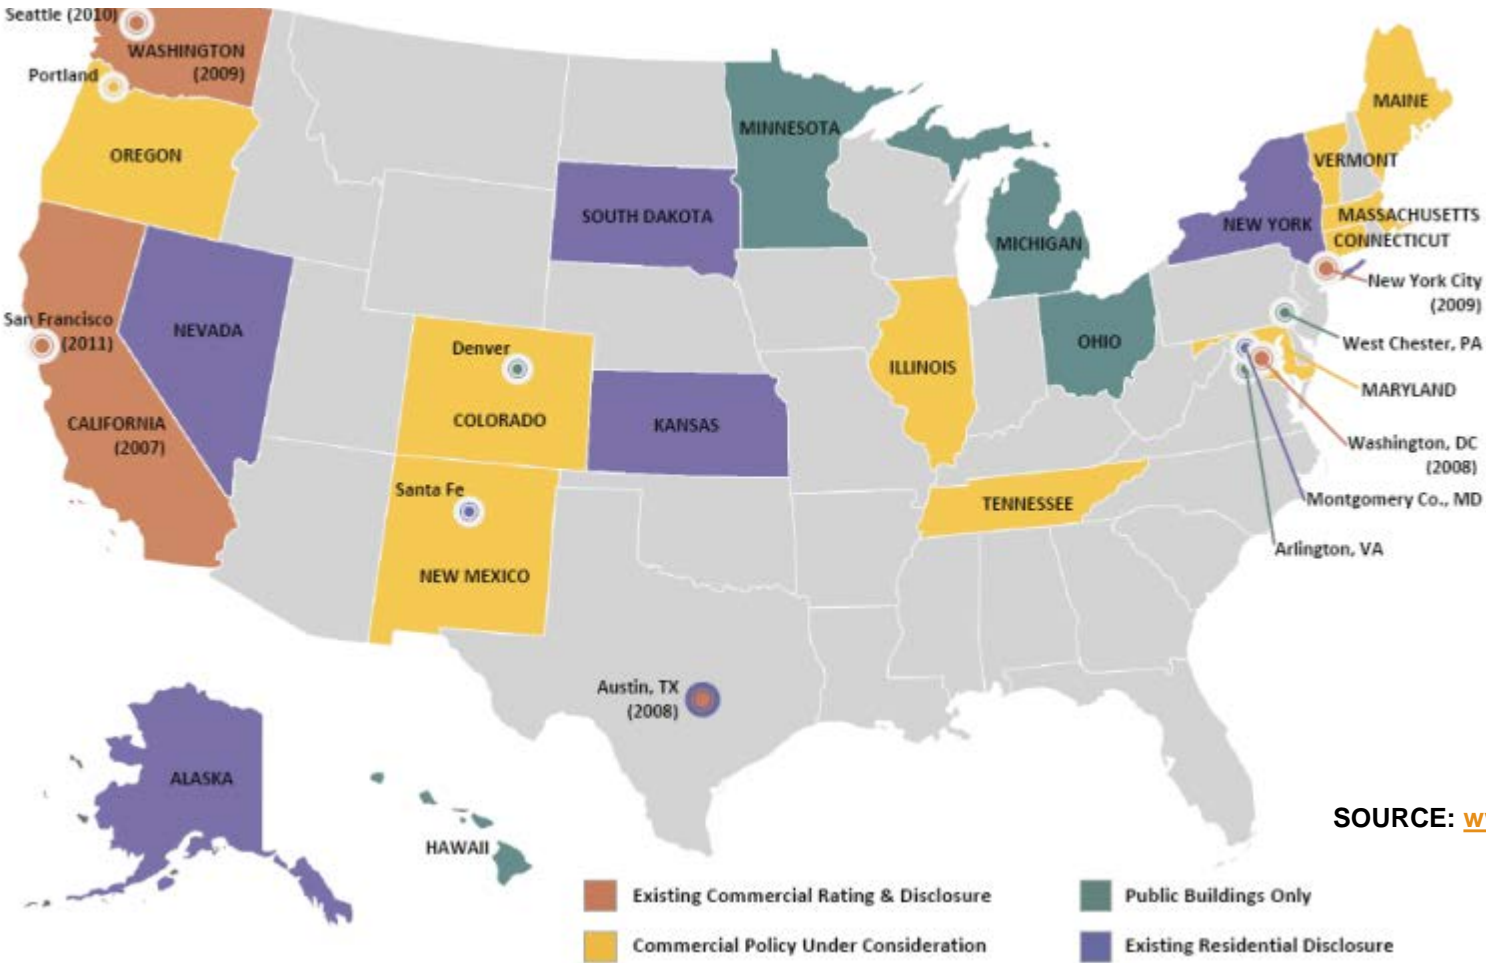 Seattle (2010)
WASHINGTON
(2009)
Portland
OREGON
MINNESOTA
MAINE
VERMONT
SOUTH DAKOTA
MICHIGAN
NEW YORK
MASSACHUSETTS
CONNECTICUT
New York City
(2009)
San Francisco
(2011)
NEVADA
Denver
COLORADO
KANSAS
ILLINOIS
OHIO
West Chester, PA
MARYLAND
CALIFORNIA
(2007)
Washington, DC
(2008)
Santa Fe
NEW MEXICO
TENNESSEE
Montgomery Co., MD
Arlington, VA
Austin, TX
(2008)
ALASKA
HAWAII
SOURCE:
Existing Commercial Rating & Disclosure
Public Buildings Only
Commercial Policy Under Consideration
Existing Residential Disclosure